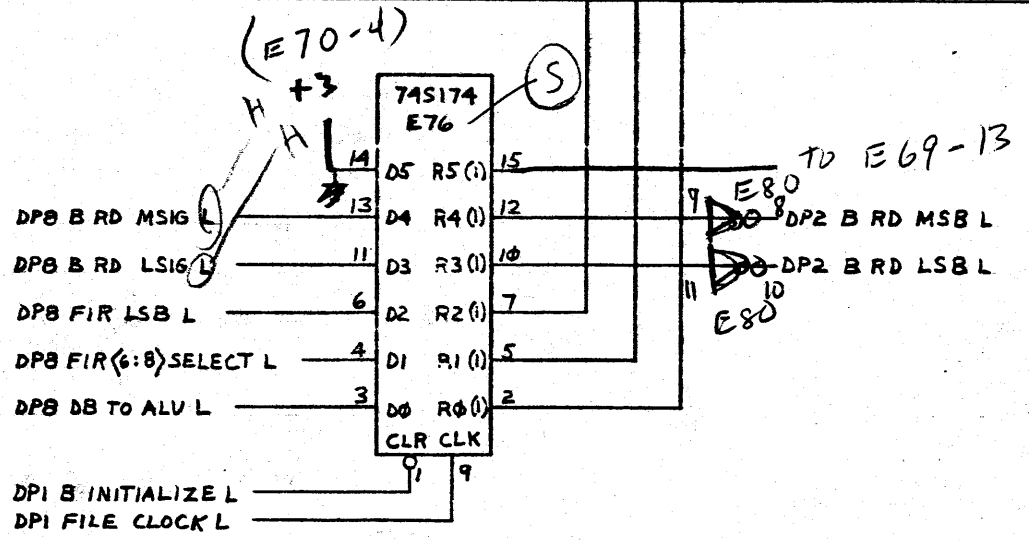 (E70-4)
+3
H
H
S
74S174
E76
14 D5 R5(1) 15
TO E69-13
DP8 B RD MSIG L 13 D4 R4(1) 12 9 E80 8 DP2 B RD MSB L
DP8 B RD LSIG L 11 D3 R3(1) 10 11 E80 10 DP2 B RD LSB L
DP8 FIR LSB L 6 D2 R2(1) 7
DP8 FIR<6:8>SELECT L 4 D1 R1(1) 5
DP8 DB TO ALU L 3 DØ RØ(1) 2
CLR CLK
1 9
DP1 B INITIALIZE L
DP1 FILE CLOCK L